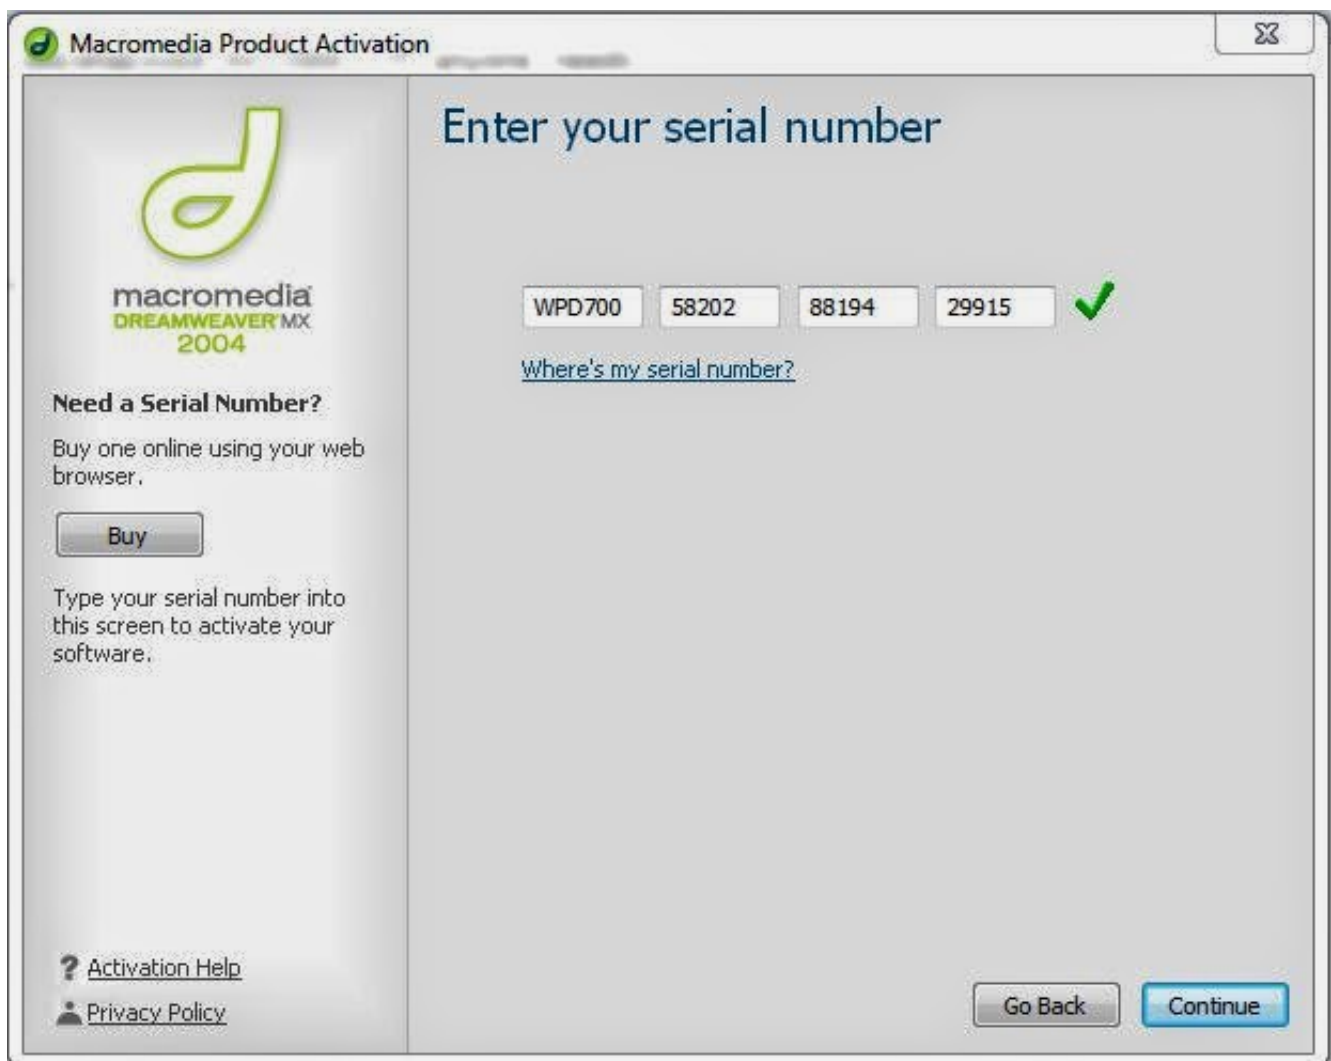 Macromedia Product Activation
Enter your serial number
macromedia
DREAMWEAVER MX
2004
WPD700 58202 88194 29915
Where's my serial number?
Need a Serial Number?
Buy one online using your web
browser.
Buy
Type your serial number into
this screen to activate your
software.
? Activation Help
Privacy Policy
Go Back Continue